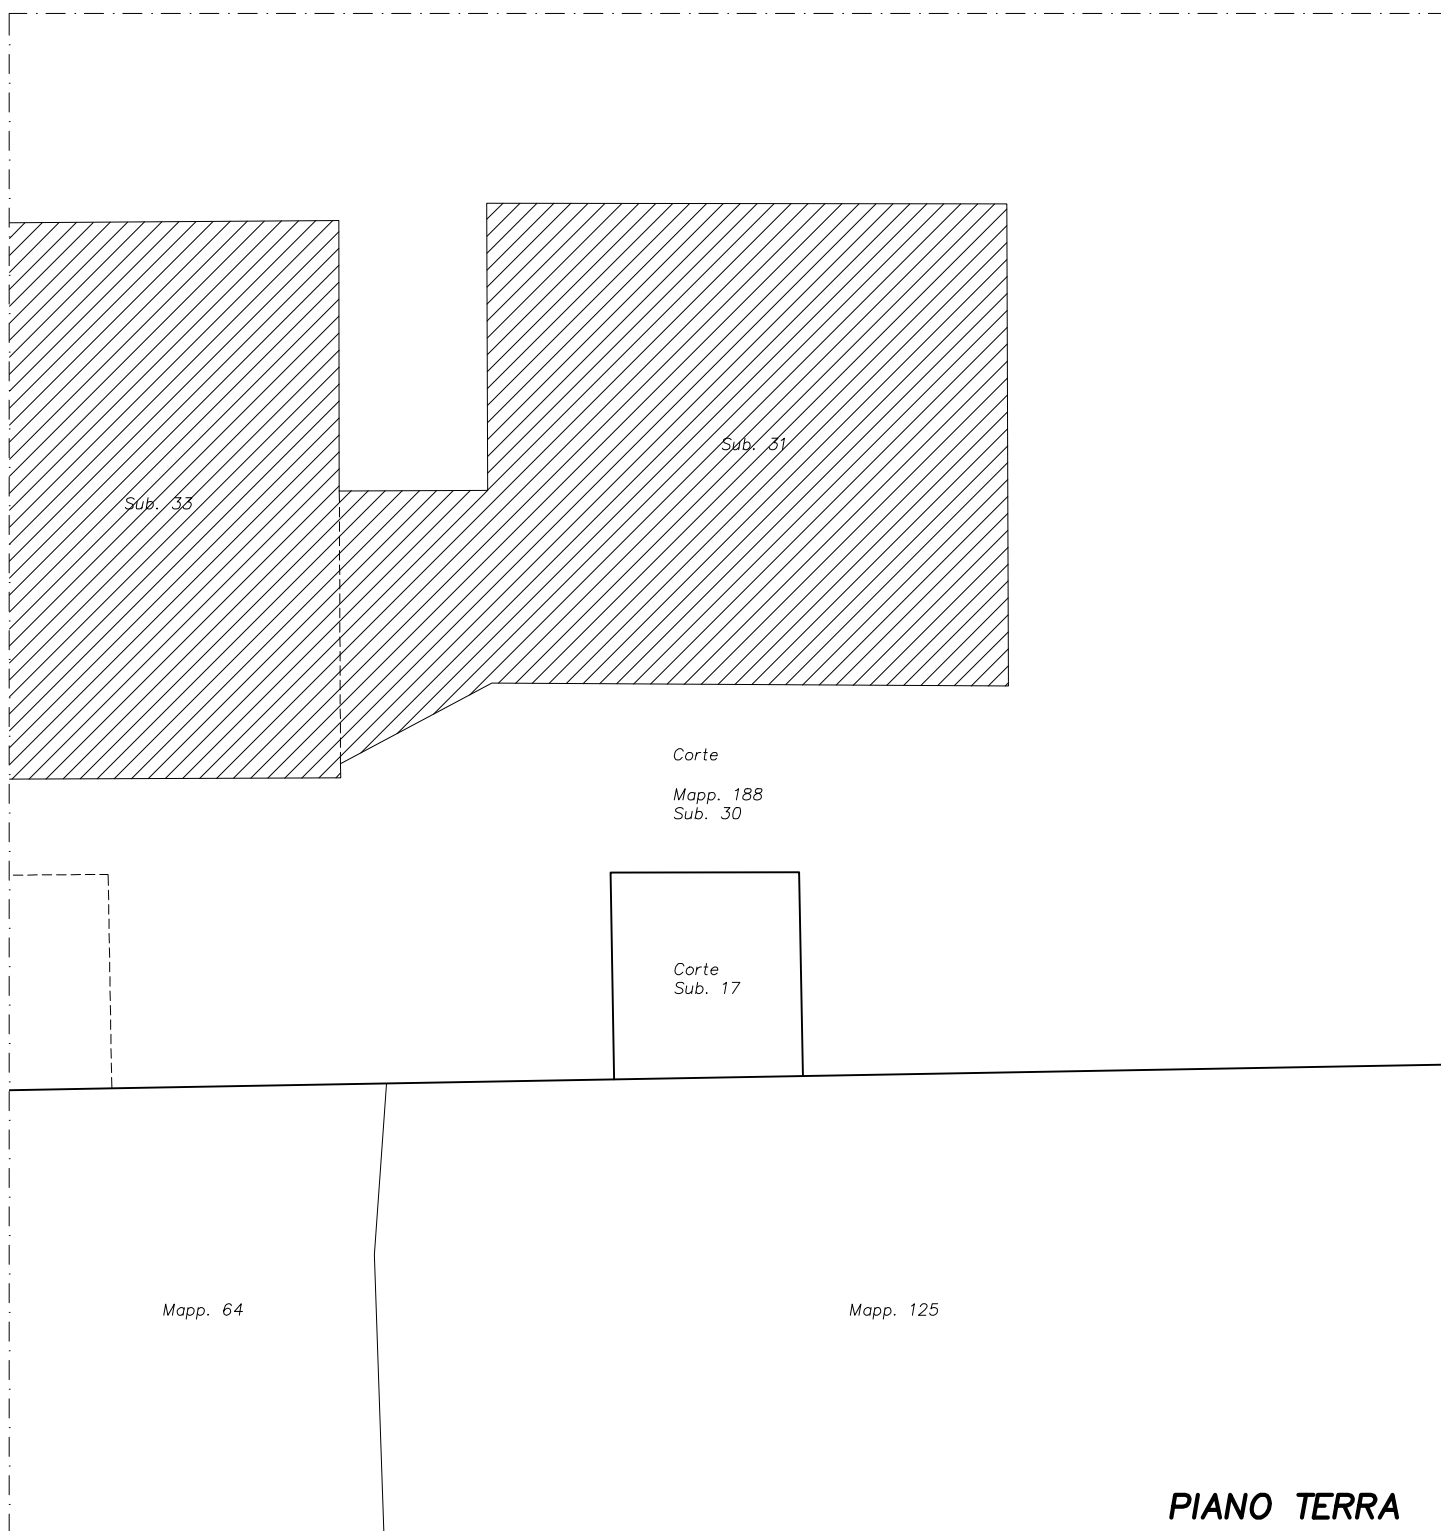 Sub. 31
Sub. 33
Corte
Mapp. 188
Sub. 30
Corte
Sub. 17
Mapp. 64
Mapp. 125
PIANO TERRA